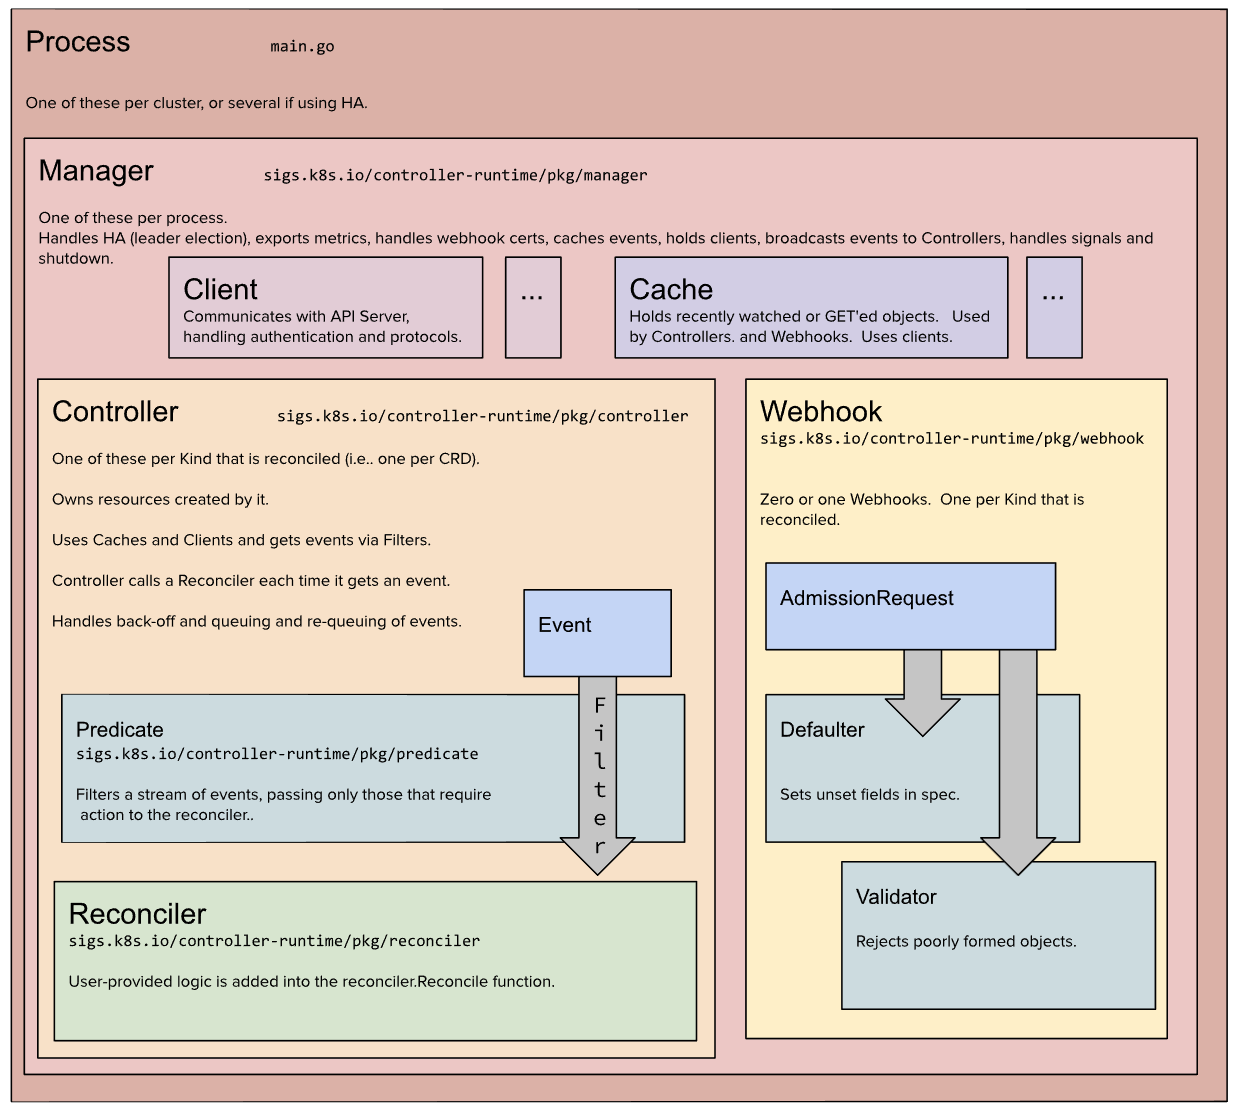 Process
main.go
One of these per cluster, or several if using HA.
Manager
sigs.k8s.io/controller-runtime/pkg/manager
One of these per process.
Handles HA (leader election), exports metrics, handles webhook certs, caches events, holds clients, broadcasts events to Controllers, handles signals and
shutdown.
Client
Communicates with API Server,
handling authentication and protocols.
...
Cache
Holds recently watched or GET'ed objects.   Used
by Controllers. and Webhooks.  Uses clients.
...
Controller
sigs.k8s.io/controller-runtime/pkg/controller
One of these per Kind that is reconciled (i.e.. one per CRD).
Owns resources created by it.
Uses Caches and Clients and gets events via Filters.
Controller calls a Reconciler each time it gets an event.
Handles back-off and queuing and re-queuing of events.
Event
Filter
Predicate
sigs.k8s.io/controller-runtime/pkg/predicate
Filters a stream of events, passing only those that require
action to the reconciler..
Reconciler
sigs.k8s.io/controller-runtime/pkg/reconciler
User-provided logic is added into the reconciler.Reconcile function.
Webhook
sigs.k8s.io/controller-runtime/pkg/webhook
Zero or one Webhooks.  One per Kind that is
reconciled.
AdmissionRequest
Defaulter
Sets unset fields in spec.
Validator
Rejects poorly formed objects.